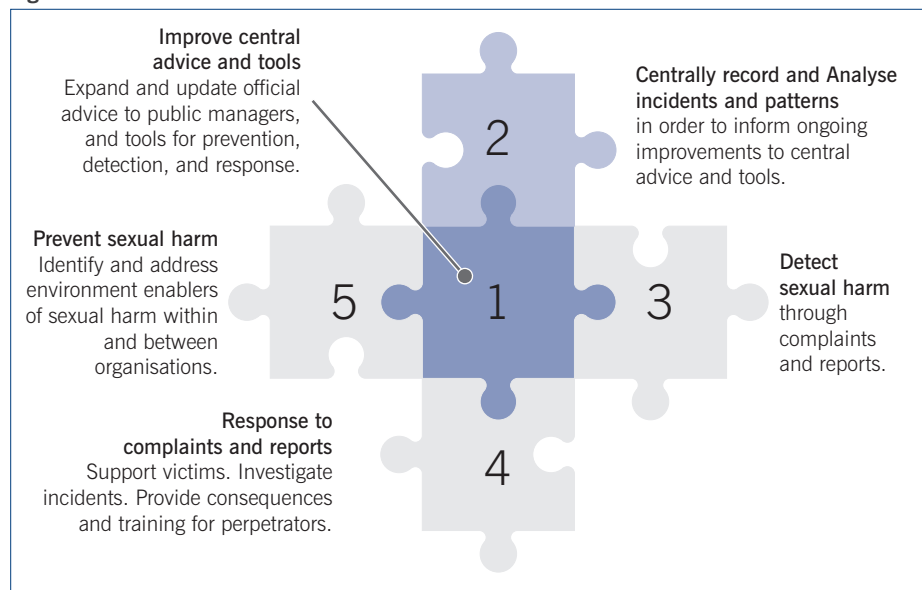 Improve central
advice and tools
Expand and update official
advice to public managers,
and tools for prevention,
detection, and response.
2
Centrally record and Analyse
incidents and patterns
in order to inform ongoing
improvements to central
advice and tools.
Prevent sexual harm
Identify and address
environment enablers
of sexual harm within
and between
organisations.
5
1
3
Detect
sexual harm
through
complaints
and reports.
Response to
complaints and reports
Support victims. Investigate
incidents. Provide consequences
and training for perpetrators.
4